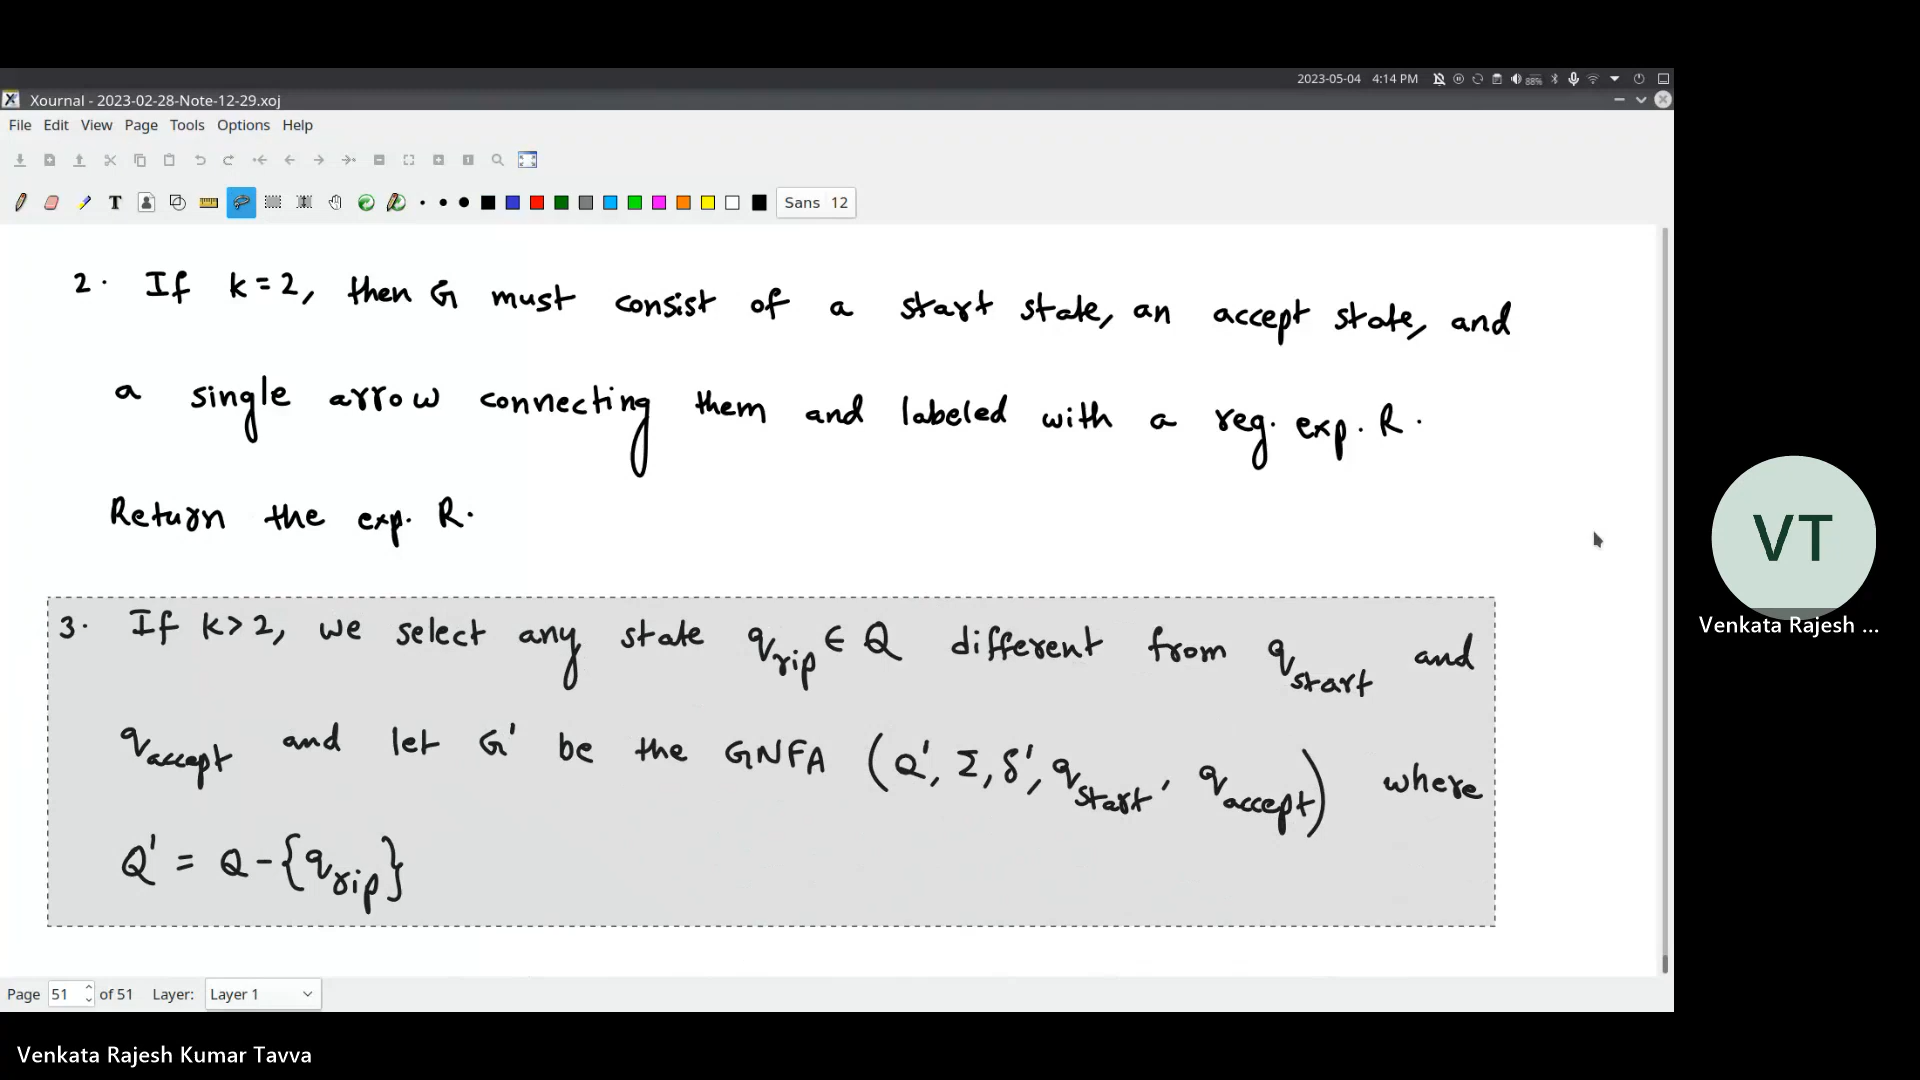 2023-05-04 4:14 PM 88%
Xournal - 2023-02-28-Note-12-29.xoj
File Edit View Page Tools Options Help
T Sans 12
2. If k=2, then G must consist of a start state, an accept state, and
a single arrow connecting them and labeled with a reg. exp. R.
Return the exp. R.
3. If k>2, we select any state q_rip ∈ Q different from q_start and
q_accept and let G' be the GNFA (Q', Σ, δ', q_start, q_accept) where
Q' = Q - {q_rip}
VT
Venkata Rajesh ...
Page 51 of 51 Layer: Layer 1
Venkata Rajesh Kumar Tavva